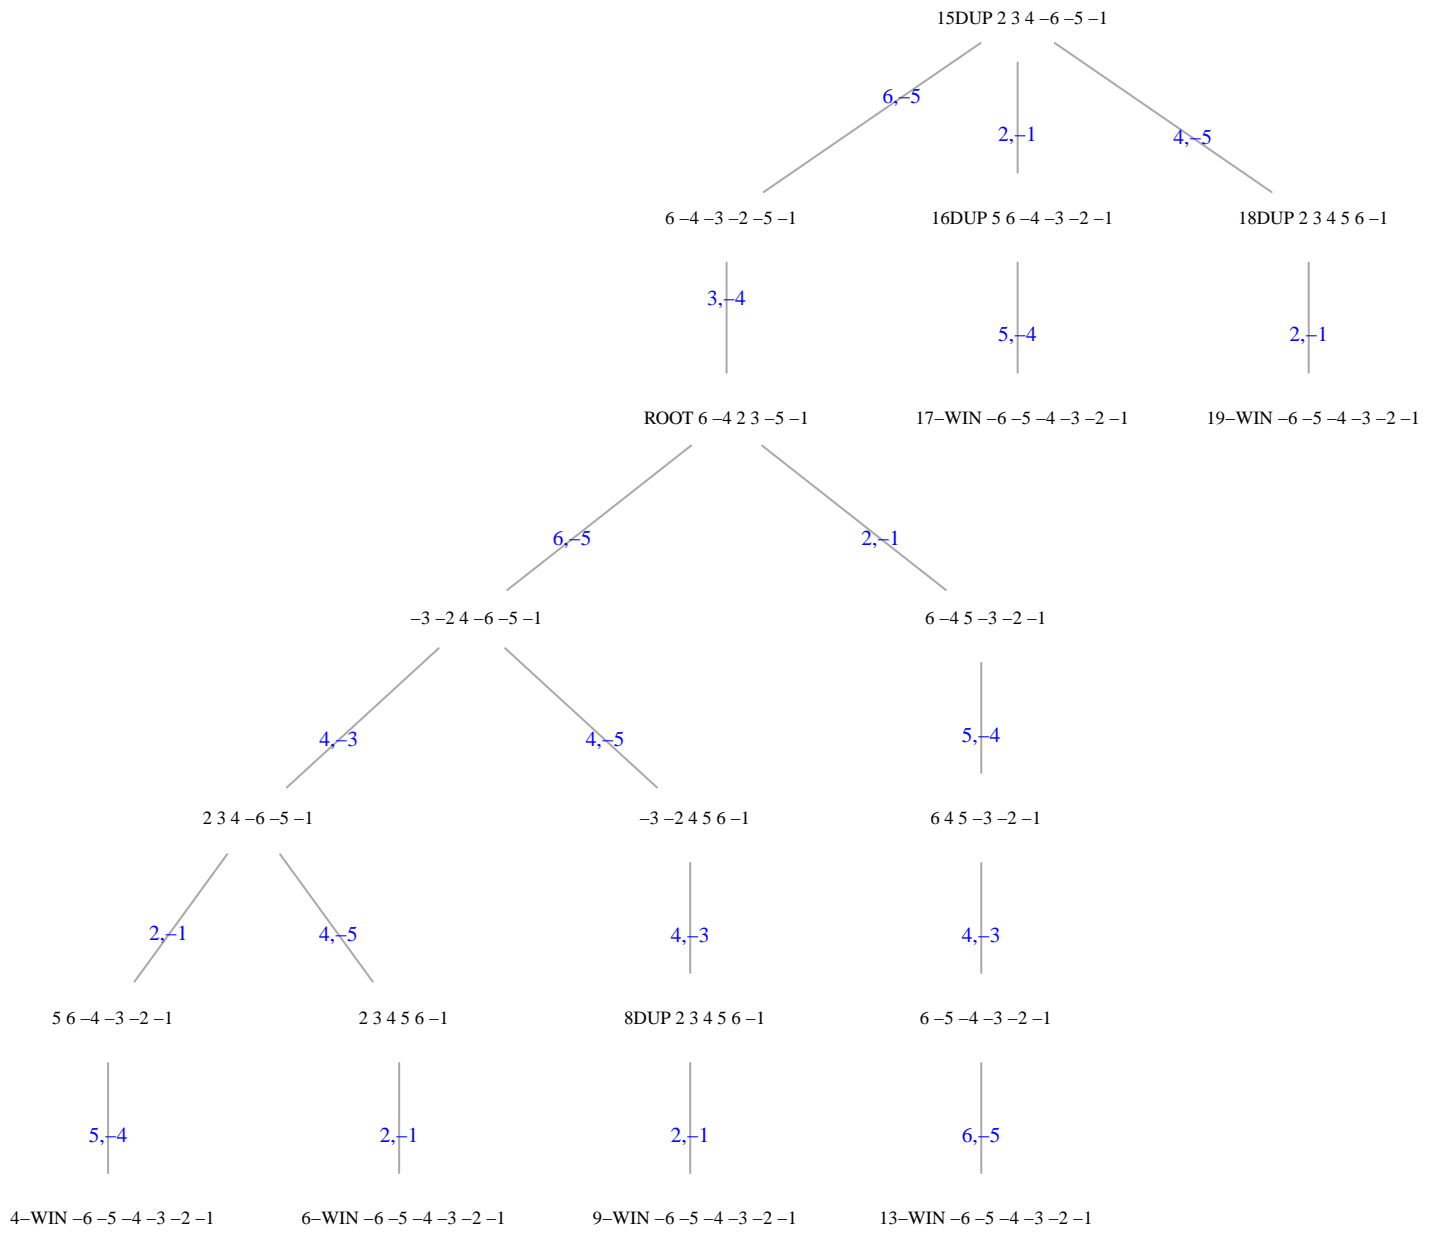 15DUP 2 3 4 –6 –5 –1
6,–5
2,–1
4,–5
6 –4 –3 –2 –5 –1
16DUP 5 6 –4 –3 –2 –1
18DUP 2 3 4 5 6 –1
3,–4
5,–4
2,–1
ROOT 6 –4 2 3 –5 –1
17–WIN –6 –5 –4 –3 –2 –1
19–WIN –6 –5 –4 –3 –2 –1
6,–5
2,–1
–3 –2 4 –6 –5 –1
6 –4 5 –3 –2 –1
4,–3
4,–5
5,–4
2 3 4 –6 –5 –1
–3 –2 4 5 6 –1
6 4 5 –3 –2 –1
2,–1
4,–5
4,–3
4,–3
5 6 –4 –3 –2 –1
2 3 4 5 6 –1
8DUP 2 3 4 5 6 –1
6 –5 –4 –3 –2 –1
5,–4
2,–1
2,–1
6,–5
4–WIN –6 –5 –4 –3 –2 –1
6–WIN –6 –5 –4 –3 –2 –1
9–WIN –6 –5 –4 –3 –2 –1
13–WIN –6 –5 –4 –3 –2 –1